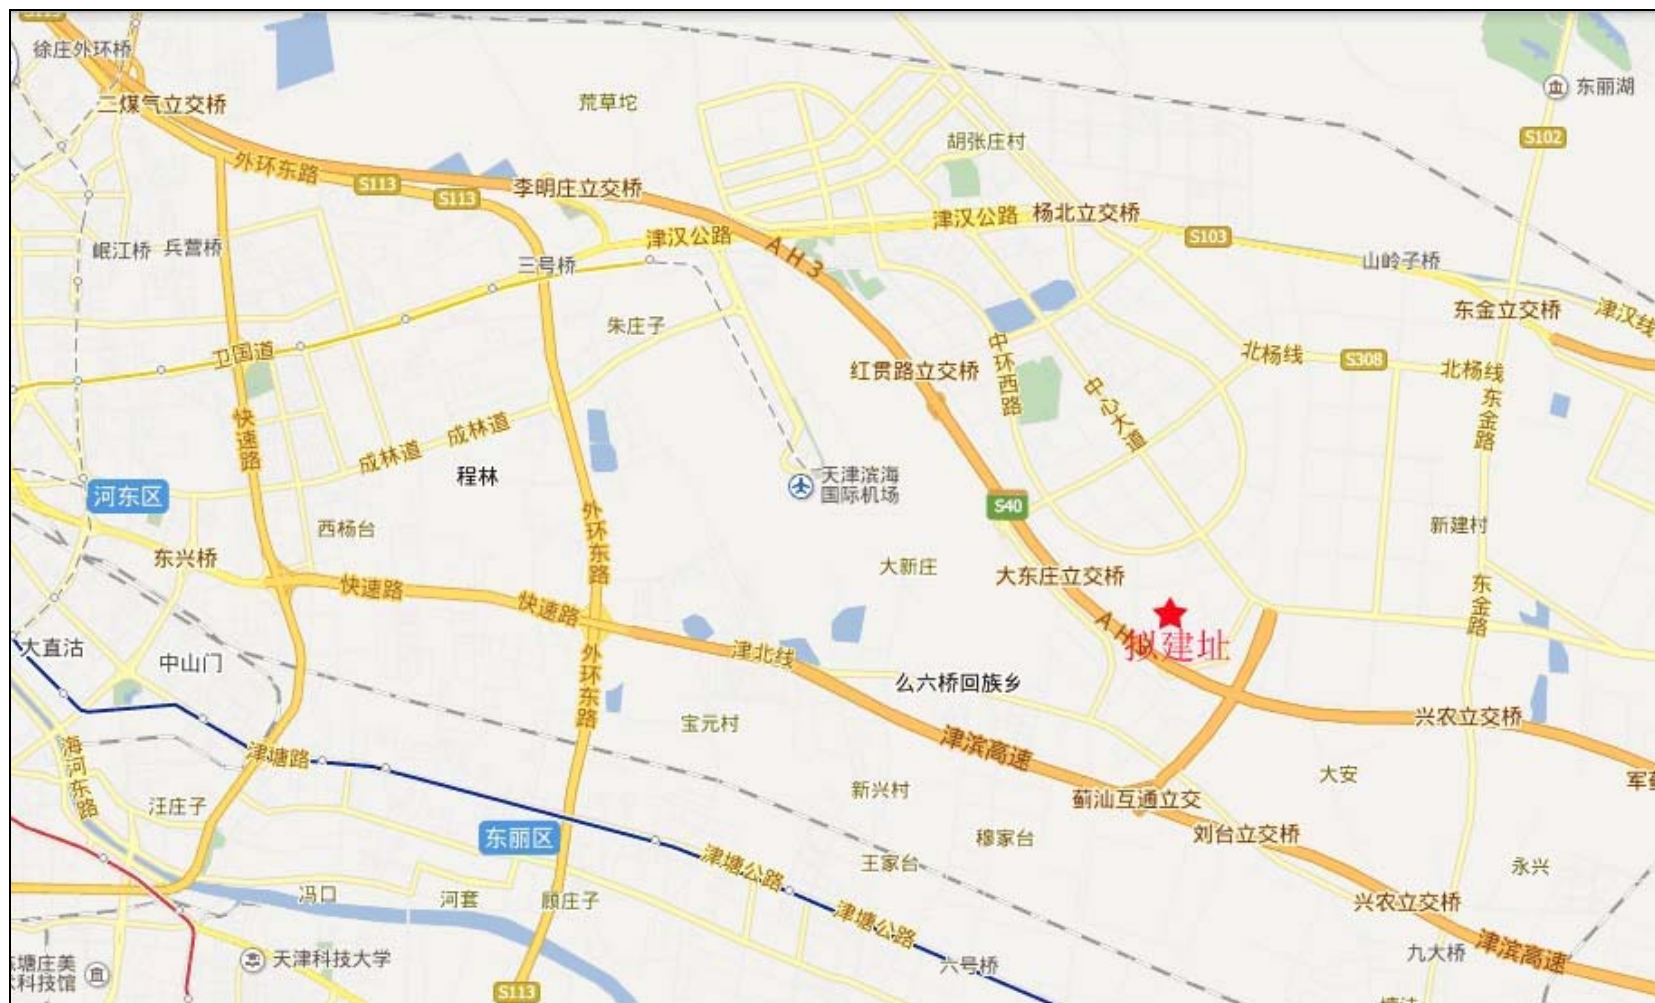 徐庄外环桥
二煤气立交桥
荒草坨
东丽湖
S102
胡张庄村
外环东路
S113
S113
李明庄立交桥
津汉公路
杨北立交桥
津汉公路
S103
AH3
岷江桥
兵营桥
三号桥
山岭子桥
东金立交桥
津汉线
朱庄子
卫国道
红贯路立交桥
中环西路
北杨线
S308
北杨线
中心大道
东金路
快速路
成林道
成林道
程林
天津滨海
国际机场
河东区
S40
西杨台
外环东路
新建村
东兴桥
大新庄
大东庄立交桥
快速路
快速路
东金路
AH
拟建址
大直沽
中山门
津北线
外环东路
么六桥回族乡
宝元村
兴农立交桥
津滨高速
津塘路
海河东路
大安
新兴村
蓟汕互通立交
汪庄子
东丽区
刘台立交桥
穆家台
王家台
津塘公路
永兴
冯口
河套
顾庄子
兴农立交桥
津塘公路
津滨高速
九大桥
天津科技大学
六号桥
塘庄美
科技馆
S113